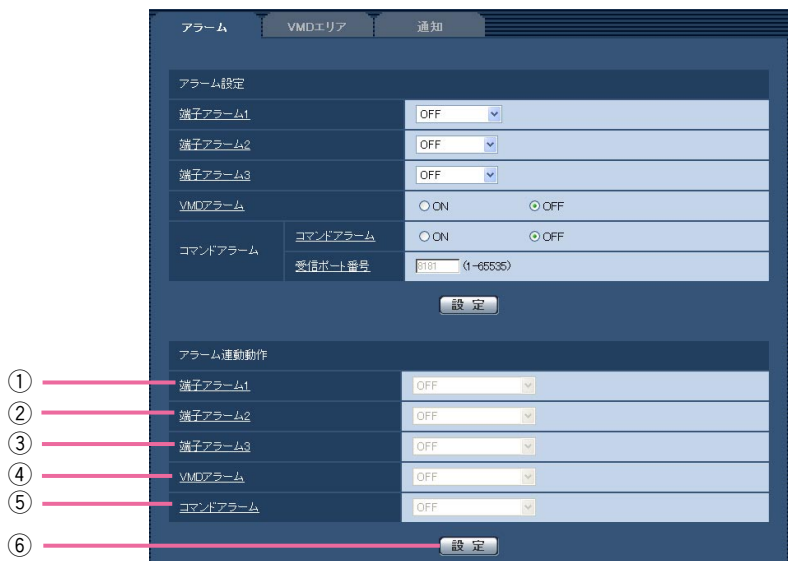 アラーム VMDエリア 通知
アラーム設定
端子アラーム1 OFF
端子アラーム2 OFF
端子アラーム3 OFF
VMDアラーム ON OFF
コマンドアラーム コマンドアラーム ON OFF
受信ポート番号 8181 (1-65535)
設定
アラーム連動動作
① 端子アラーム1 OFF
② 端子アラーム2 OFF
③ 端子アラーム3 OFF
④ VMDアラーム OFF
⑤ コマンドアラーム OFF
⑥ 設定